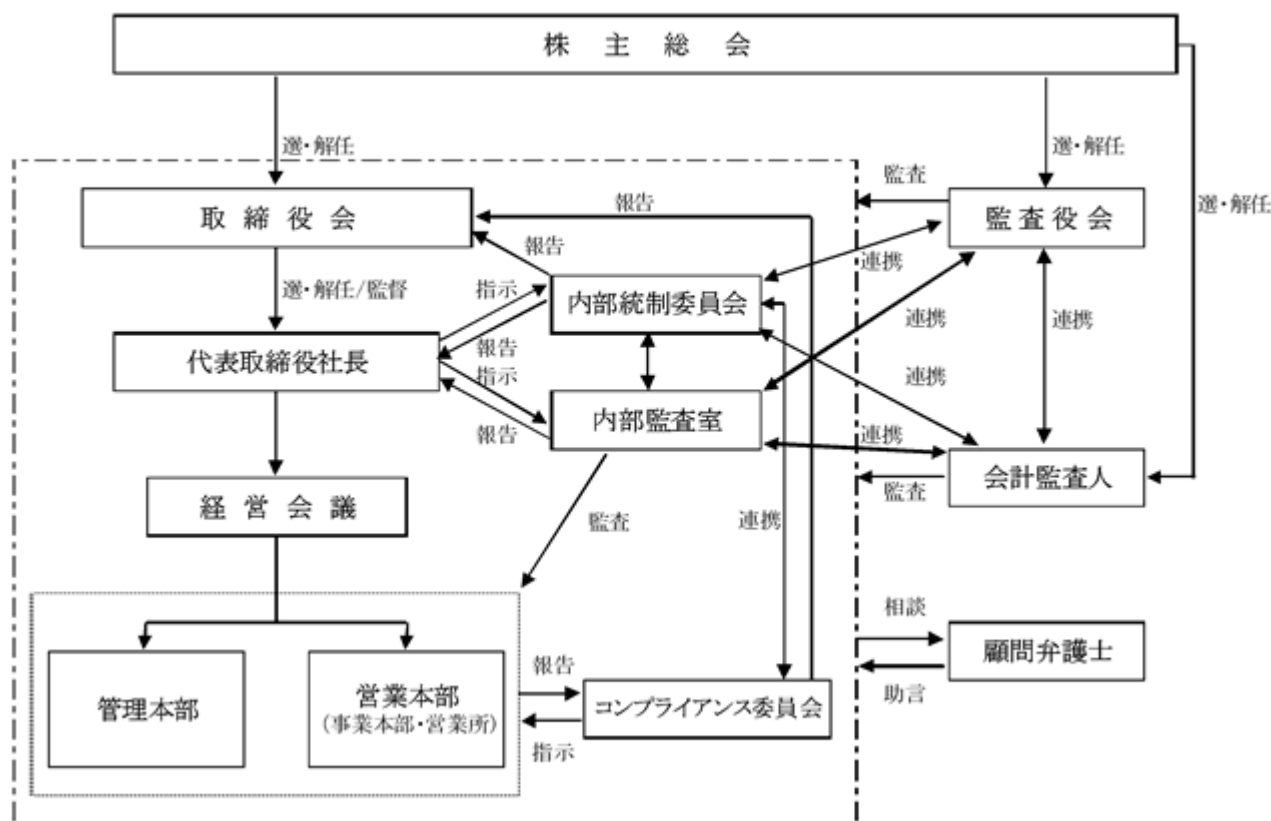 株主総会
選・解任
選・解任
選・解任
監査
取締役会
報告
監査役会
報告
連携
選・解任/監督
指示
内部統制委員会
連携
連携
代表取締役社長
報告
指示
連携
報告
内部監査室
連携
会計監査人
監査
経営会議
監査
連携
相談
顧問弁護士
助言
管理本部
営業本部
(事業本部・営業所)
報告
コンプライアンス委員会
指示